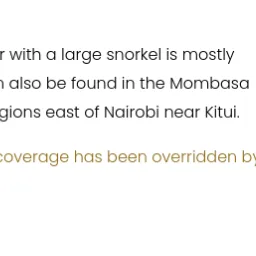 r with a large snorkel is mostly
n also be found in the Mombasa
gions east of Nairobi near Kitui.
coverage has been overridden by